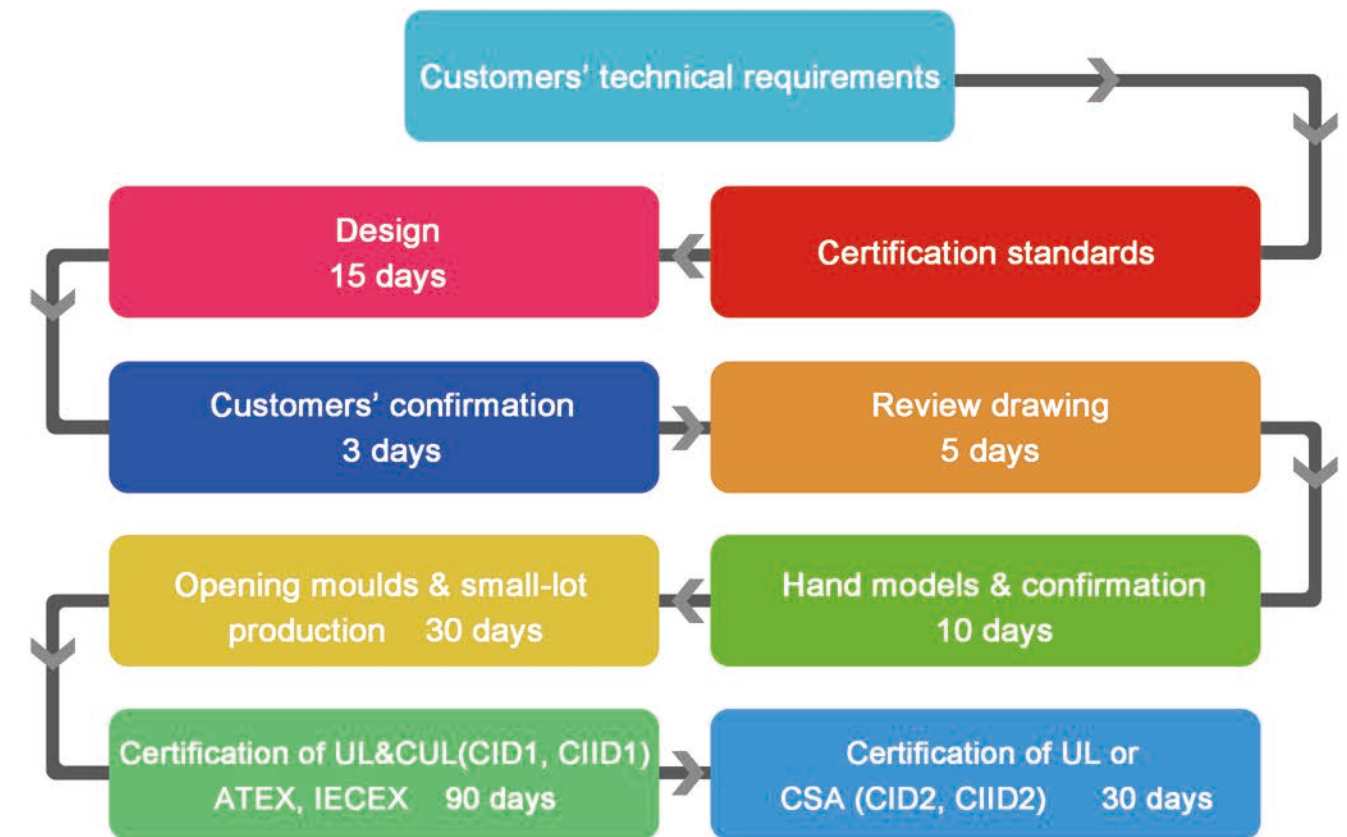 Customers’ technical requirements
Certification standards
Design
15 days
Customers’ confirmation
3 days
Review drawing
5 days
Hand models & confirmation
10 days
Opening moulds & small-lot
production 30 days
Certification of UL&CUL(CID1, CIID1)
ATEX, IECEX 90 days
Certification of UL or
CSA (CID2, CIID2) 30 days